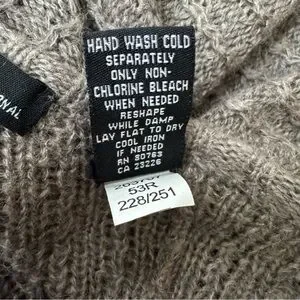 HAND WASH COLD
SEPARATELY
ONLY NON-
CHLORINE BLEACH
WHEN NEEDED
RESHAPE
WHILE DAMP
LAY FLAT TO DRY
COOL IRON
IF NEEDED
RN 80763
CA 23226
53R
228/251